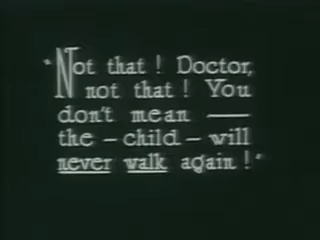 "Not that! Doctor,
not that! You
don't mean ——
the – child – will
never walk again!"